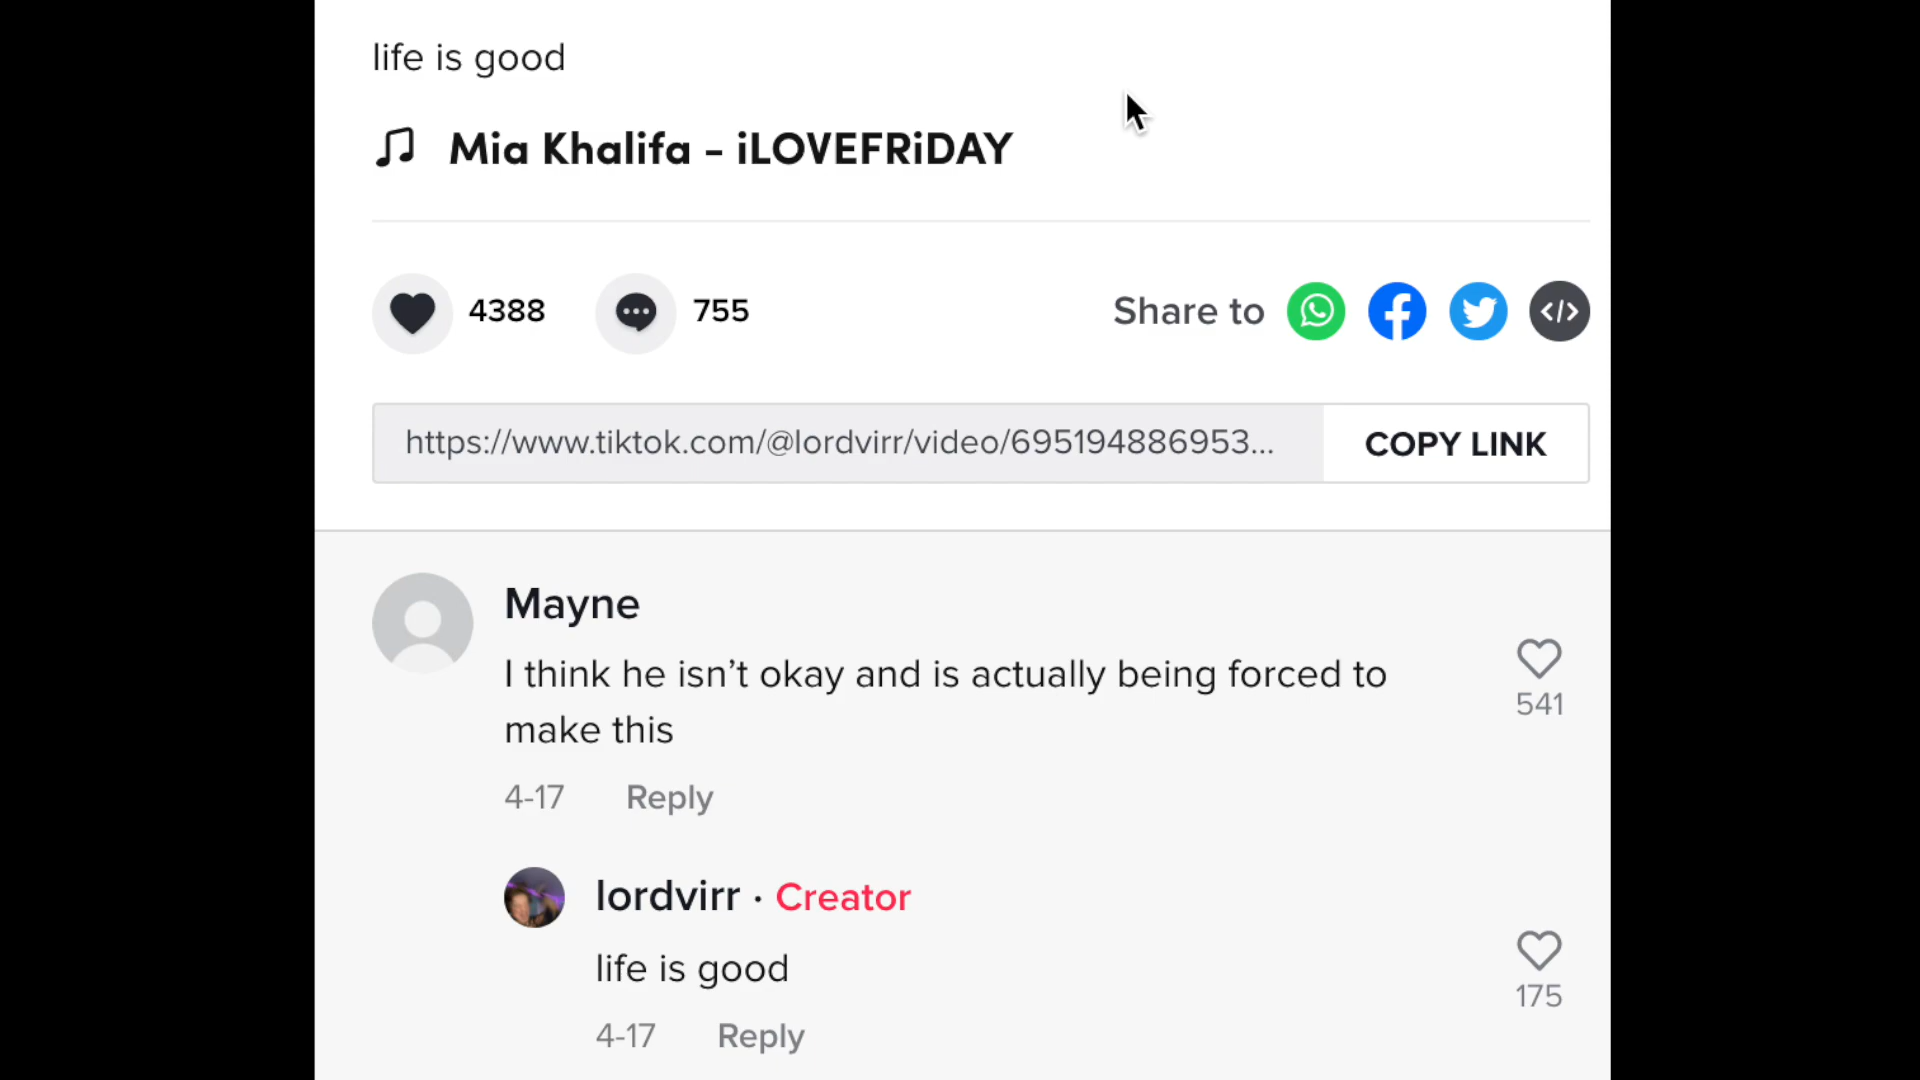 life is good
Mia Khalifa - iLOVEFRiDAY
4388
755
Share to
https://www.tiktok.com/@lordvirr/video/695194886953...
COPY LINK
Mayne
I think he isn't okay and is actually being forced to
make this
541
4-17 Reply
lordvirr · Creator
life is good
175
4-17 Reply